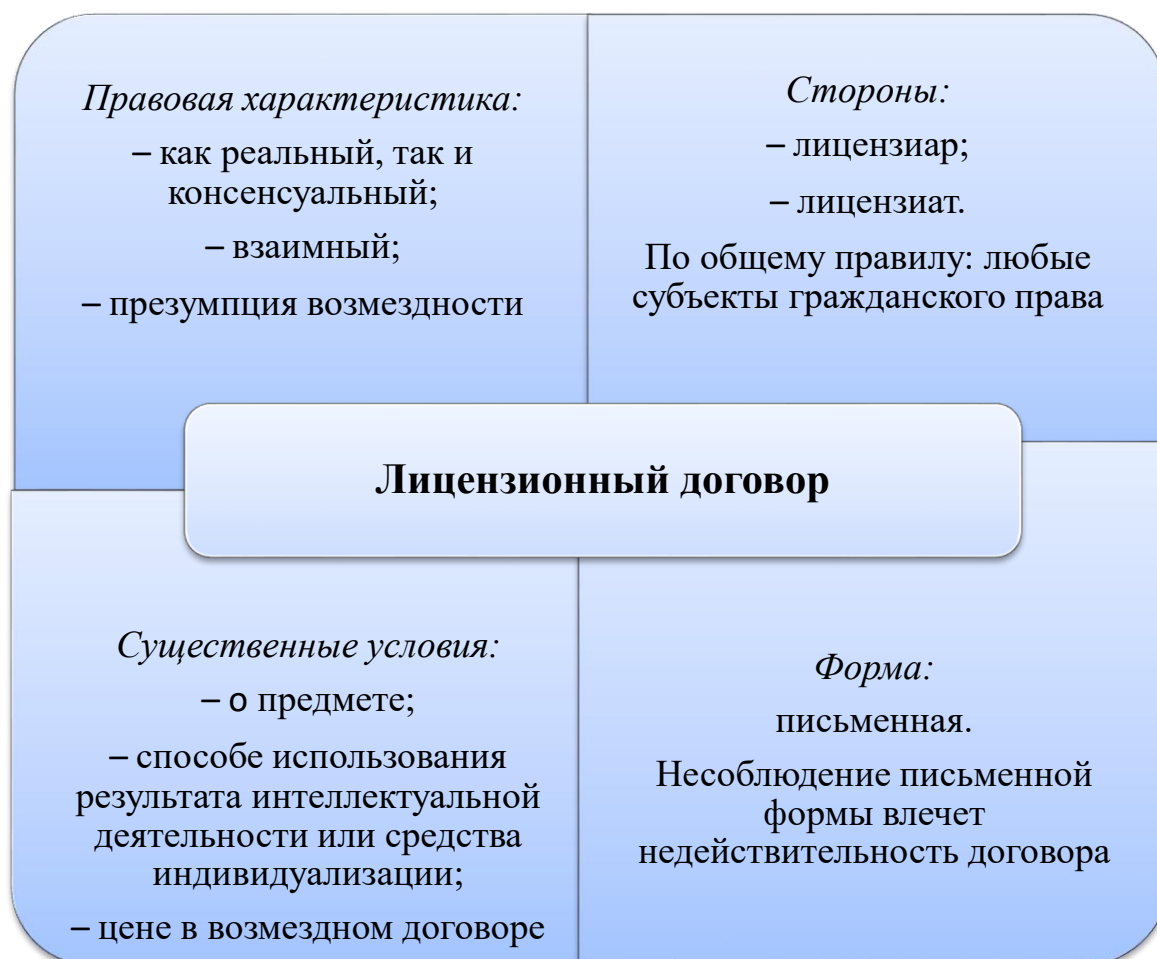 Правовая характеристика:
– как реальный, так и
консенсуальный;
– взаимный;
– презумпция возмездности
Стороны:
– лицензиар;
– лицензиат.
По общему правилу: любые
субъекты гражданского права
Лицензионный договор
Существенные условия:
– о предмете;
– способе использования
результата интеллектуальной
деятельности или средства
индивидуализации;
– цене в возмездном договоре
Форма:
письменная.
Несоблюдение письменной
формы влечет
недействительность договора